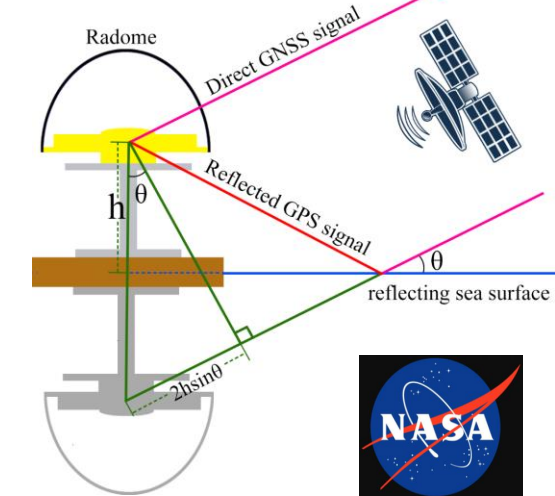 Radome
Direct GNSS signal
Reflected GPS signal
h
θ
θ
reflecting sea surface
2hsinθ
NASA